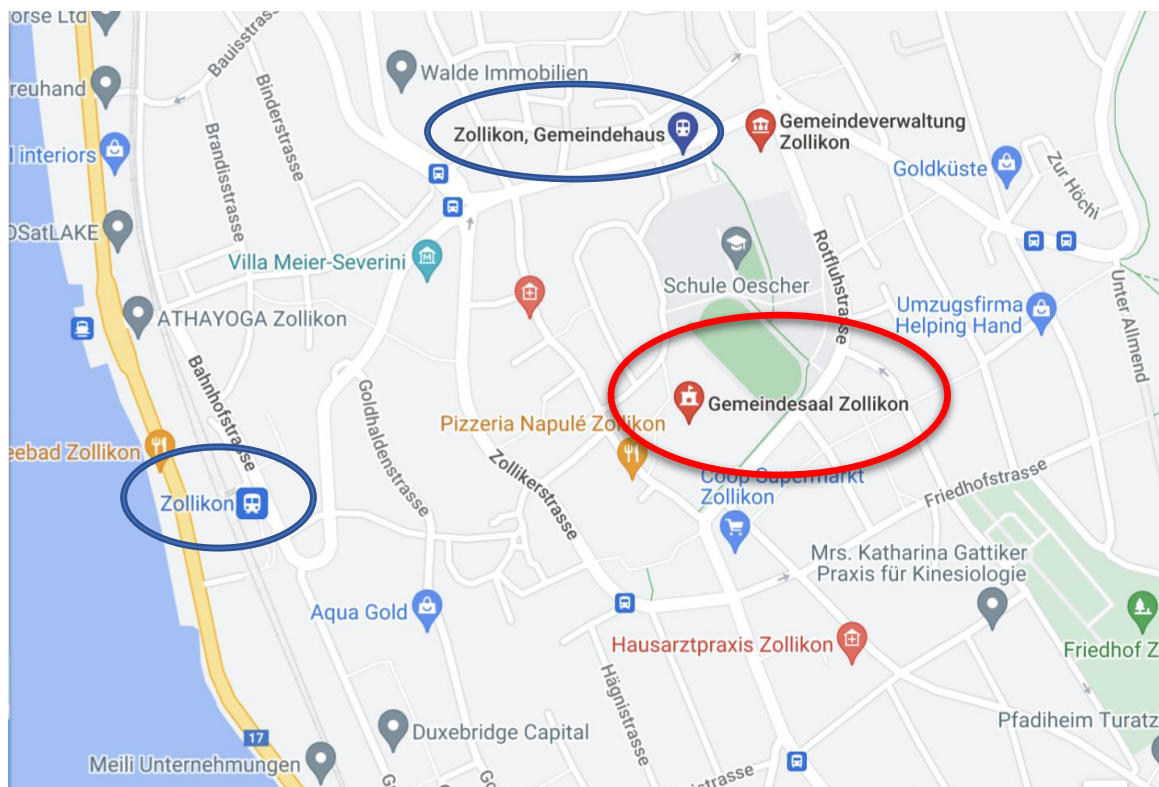 orse Ltd
Bauisstrass
Walde Immobilien
reuhand
Binderstrasse
Zollikon, Gemeindehaus
Gemeindeverwaltung
Zollikon
l interiors
Brandisstrasse
Goldküste
Zur Höchi
OSatLAKE
Villa Meier-Severini
Schule Oescher
Rotfluhstrasse
Unter Allmend
ATHAYOGA Zollikon
Umzugsfirma
Helping Hand
Bahnhofstrasse
Goldhaldenstrasse
Gemeindesaal Zollikon
Pizzeria Napulé Zollikon
eebad Zollikon
Zollikerstrasse
Coop Supermarkt
Zollikon
Friedhofstrasse
Zollikon
Mrs. Katharina Gattiker
Praxis für Kinesiologie
Aqua Gold
Hausarztpraxis Zollikon
Friedhof Z
Hägnistrasse
Pfadiheim Turatz
Duxebridge Capital
17
Meili Unternehmungen
G
Go
nistrasse